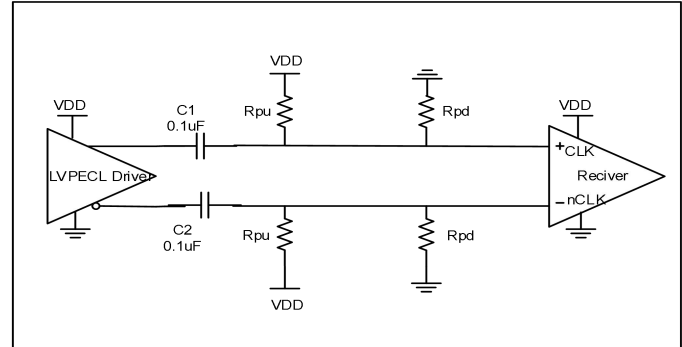 VDD
VDD
C1
0.1uF
Rpu
Rpd
VDD
LVPECL Driver
+CLK
Reciver
-nCLK
C2
0.1uF
Rpu
Rpd
VDD